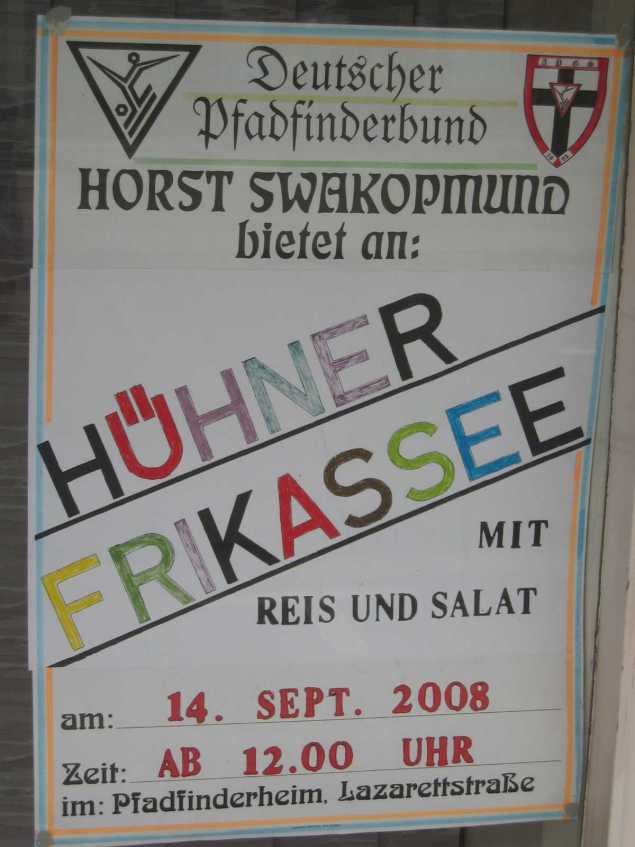 Deutscher
Pfadfinderbund
HORST SWAKOPMUND
bietet an:
HÜHNER
FRIKASSEE
MIT
REIS UND SALAT
am: 14. SEPT. 2008
Zeit: AB 12.00 UHR
im: Pfadfinderheim, Lazarettstraße